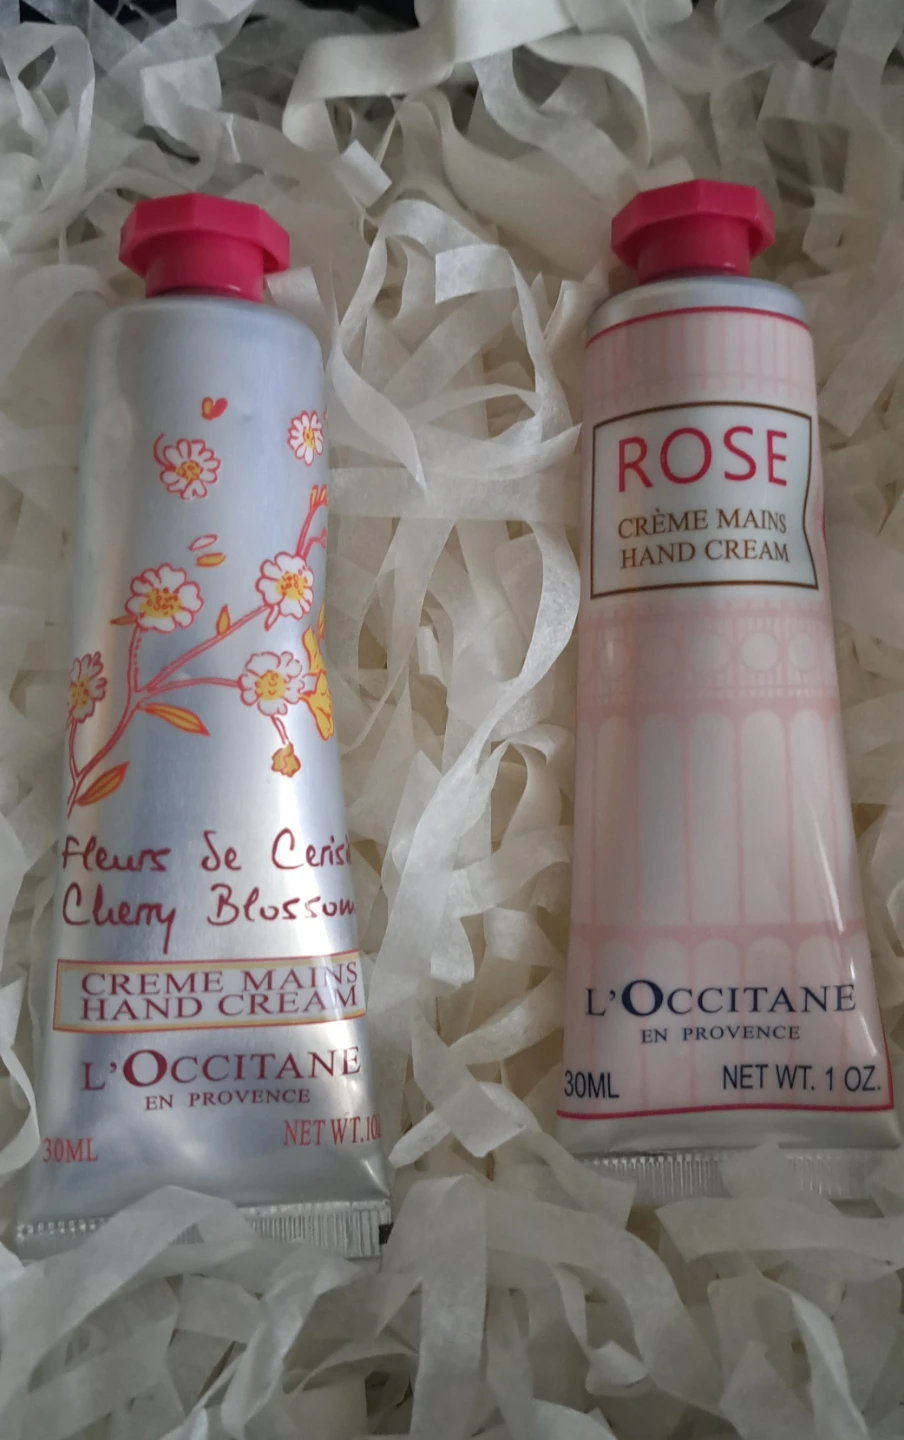 Fleurs de Ceris
Cherry Blossom
CREME MAINS
HAND CREAM
L'OCCITANE
EN PROVENCE
30ML
NET WT.
ROSE
CRÈME MAINS
HAND CREAM
L'OCCITANE
EN PROVENCE
30ML
NET WT. 1 OZ.